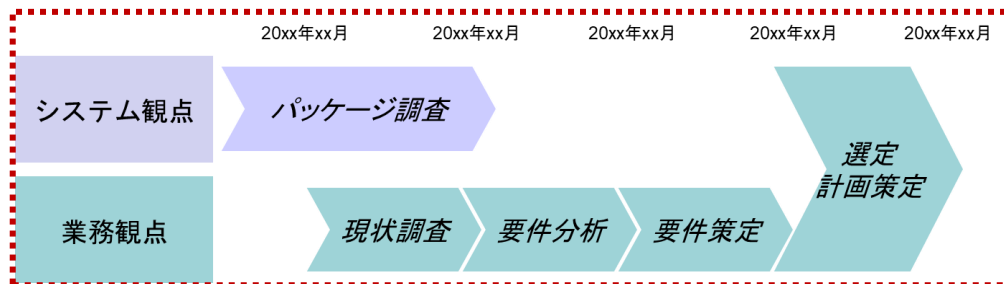 20xx年xx月 20xx年xx月 20xx年xx月 20xx年xx月 20xx年xx月
システム観点
パッケージ調査
選定
計画策定
業務観点
現状調査
要件分析
要件策定